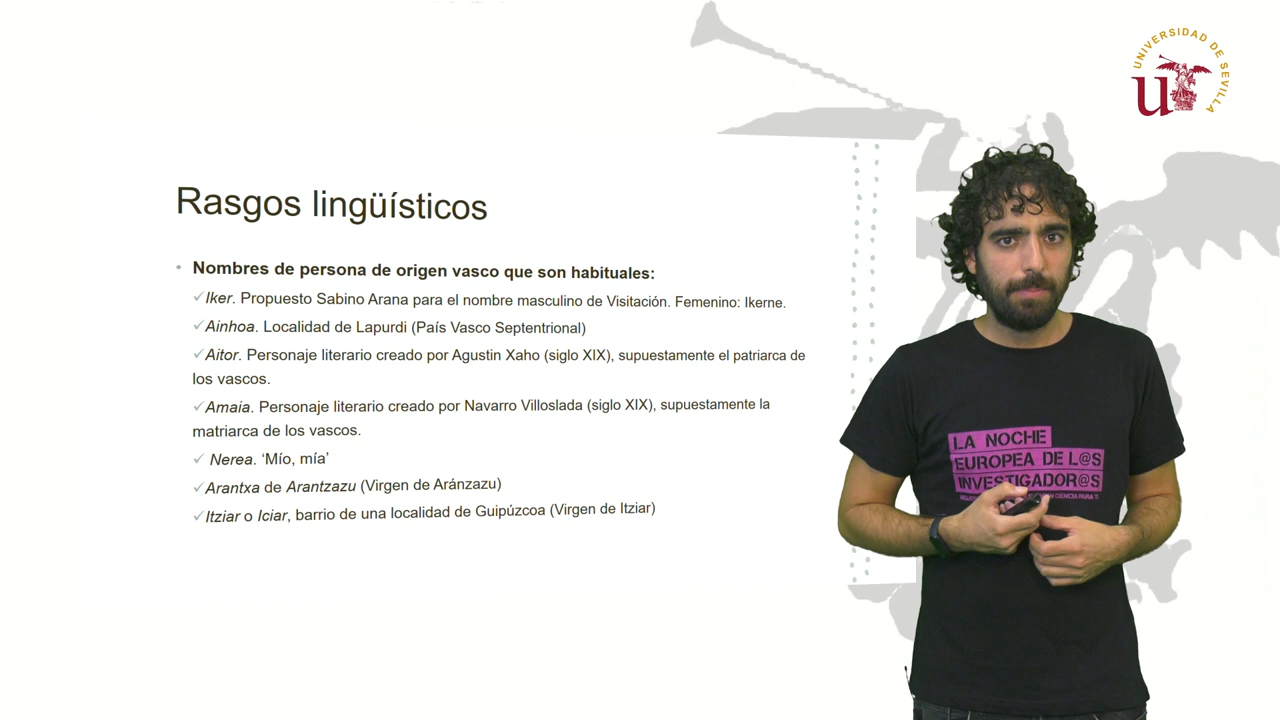 UNIVERSIDAD DE SEVILLA
us
Rasgos lingüísticos
• Nombres de persona de origen vasco que son habituales:
✓Iker. Propuesto Sabino Arana para el nombre masculino de Visitación. Femenino: Ikerne.
✓Ainhoa. Localidad de Lapurdi (País Vasco Septentrional)
✓Aitor. Personaje literario creado por Agustin Xaho (siglo XIX), supuestamente el patriarca de
los vascos.
✓Amaia. Personaje literario creado por Navarro Villoslada (siglo XIX), supuestamente la
matriarca de los vascos.
✓ Nerea. ‘Mío, mía’
✓Arantxa de Arantzazu (Virgen de Aránzazu)
✓Itziar o Iciar, barrio de una localidad de Guipúzcoa (Virgen de Itziar)
LA NOCHE
EUROPEA DE L@S
INVESTIGADOR@S
CIENCIA PARA TI